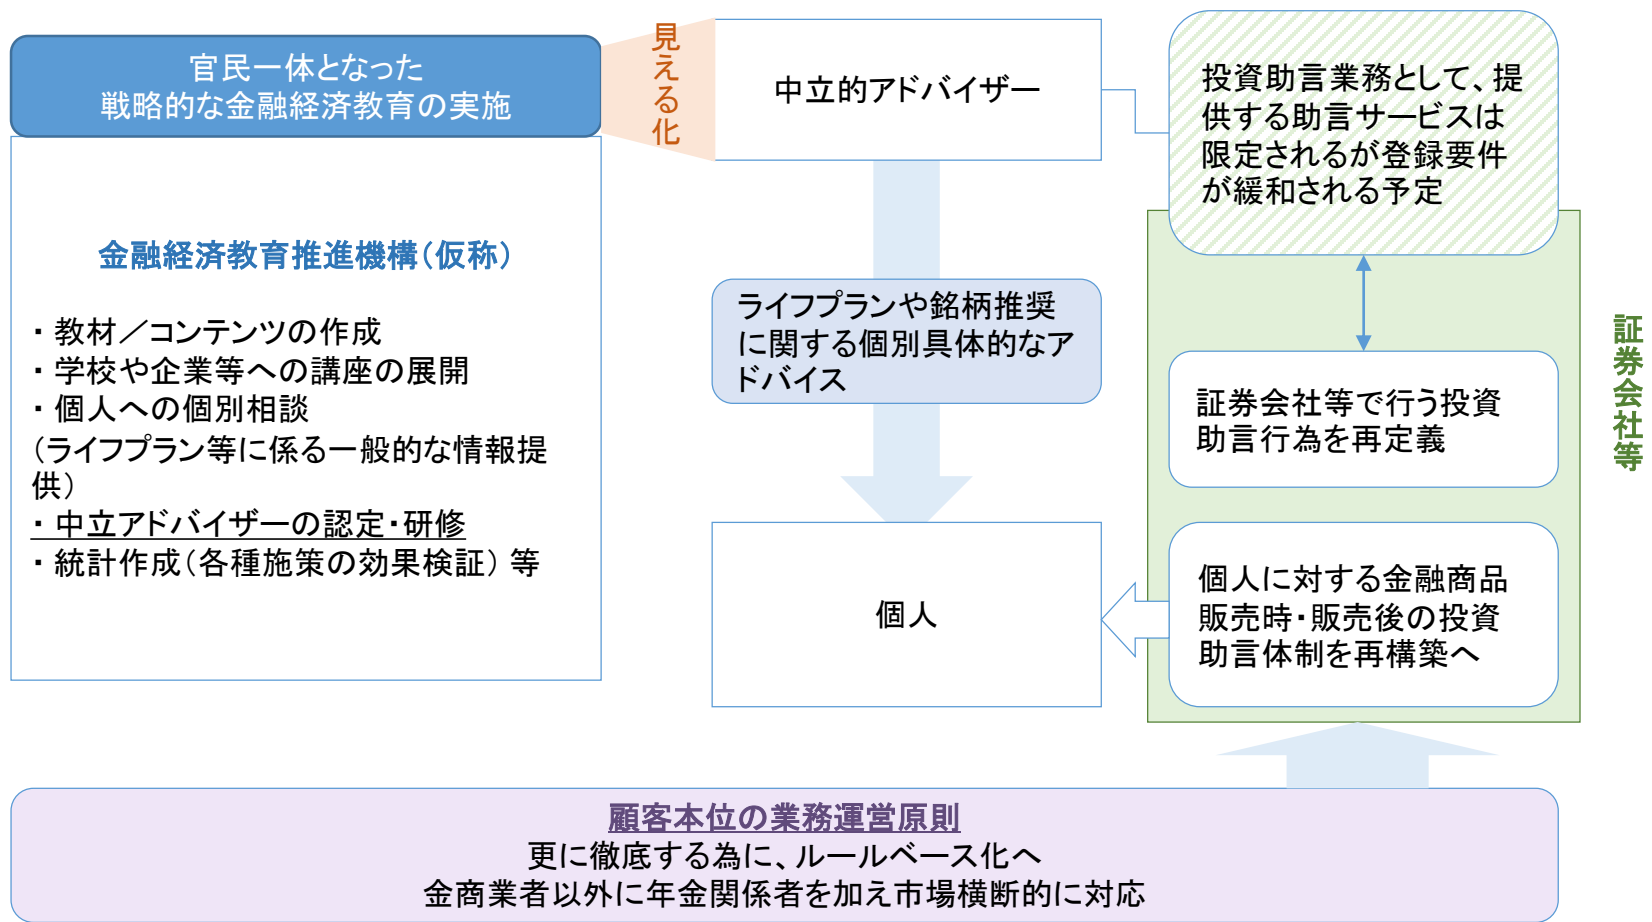 官民一体となった
戦略的な金融経済教育の実施
金融経済教育推進機構（仮称）
・教材／コンテンツの作成
・学校や企業等への講座の展開
・個人への個別相談
（ライフプラン等に係る一般的な情報提
供）
・中立アドバイザーの認定・研修
・統計作成（各種施策の効果検証）等
見える化
中立的アドバイザー
ライフプランや銘柄推奨
に関する個別具体的なア
ドバイス
個人
投資助言業務として、提
供する助言サービスは
限定されるが登録要件
が緩和される予定
証券会社等で行う投資
助言行為を再定義
個人に対する金融商品
販売時・販売後の投資
助言体制を再構築へ
証券会社等
顧客本位の業務運営原則
更に徹底する為に、ルールベース化へ
金商業者以外に年金関係者を加え市場横断的に対応